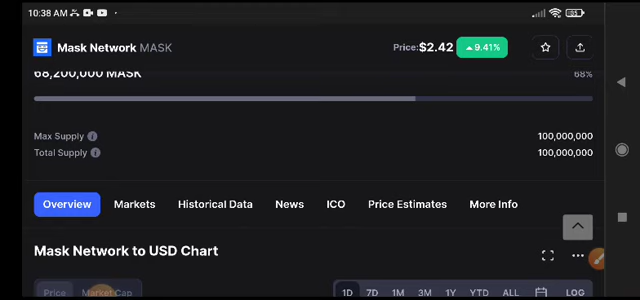 10:38 AM
Mask Network MASK Price: $2.42 9.41%
68,200,000 MASK 68%
Max Supply 100,000,000
Total Supply 100,000,000
Overview Markets Historical Data News ICO Price Estimates More Info
Mask Network to USD Chart
Price Market Cap 1D 7D 1M 3M 1Y YTD ALL LOG